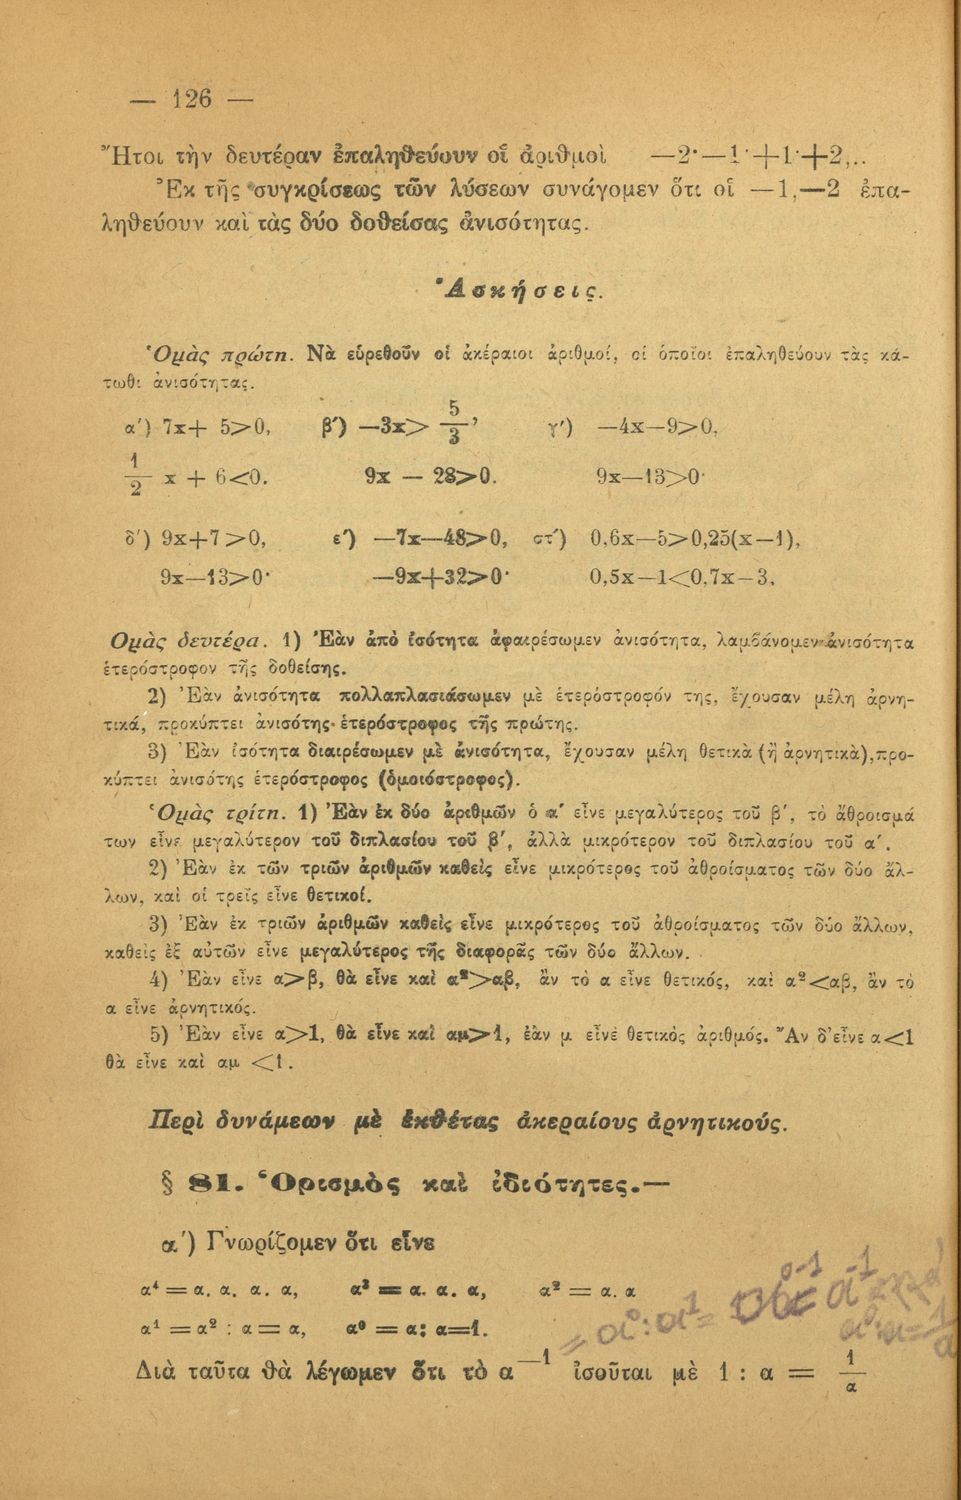 — 126 —
Ἤτοι τὴν δευτέραν ἐπαληθεύουν οἱ ἀριθμοὶ —2·—1·+1·+2,..
Ἐκ τῆς συγκρίσεως τῶν λύσεων συνάγομεν ὅτι οἱ —1,—2 ἐπα-
ληθεύουν καὶ τὰς δύο δοθείσας ἀνισότητας.
Ἀσκήσεις.
Ὁμὰς πρώτη. Νὰ εὑρεθοῦν οἱ ἀκέραιοι ἀριθμοί, οἱ ὁποῖοι ἐπαληθεύουν τὰς κά-
τωθι ἀνισότητας.
α΄) 7x+ 5>0, β΄) —3x> 5/3, γ΄) —4x—9>0,
1/2 x + 6<0. 9x — 28>0. 9x—13>0·
δ΄) 9x+7>0, ε΄) —7x—48>0, στ΄) 0,6x—5>0,25(x—1),
9x—13>0· —9x+32>0· 0,5x—1<0,7x—3,
Ὁμὰς δευτέρα. 1) Ἐὰν ἀπὸ ἰσότητα ἀφαιρέσωμεν ἀνισότητα, λαμβάνομεν ἀνισότητα
ἑτερόστροφον τῆς δοθείσης.
2) Ἐὰν ἀνισότητα πολλαπλασιάσωμεν μὲ ἑτερόστροφόν της, ἔχουσαν μέλη ἀρνη-
τικά, προκύπτει ἀνισότης ἑτερόστροφος τῆς πρώτης.
3) Ἐὰν ἰσότητα διαιρέσωμεν μὲ ἀνισότητα, ἔχουσαν μέλη θετικὰ (ἢ ἀρνητικὰ),προ-
κύπτει ἀνισότης ἑτερόστροφος (ὁμοιόστροφος).
Ὁμὰς τρίτη. 1) Ἐὰν ἐκ δύο ἀριθμῶν ὁ α΄ εἶνε μεγαλύτερος τοῦ β΄, τὸ ἄθροισμά
των εἶνε μεγαλύτερον τοῦ διπλασίου τοῦ β΄, ἀλλὰ μικρότερον τοῦ διπλασίου τοῦ α΄.
2) Ἐὰν ἐκ τῶν τριῶν ἀριθμῶν καθεὶς εἶνε μικρότερος τοῦ ἀθροίσματος τῶν δύο ἄλ-
λων, καὶ οἱ τρεῖς εἶνε θετικοί.
3) Ἐὰν ἐκ τριῶν ἀριθμῶν καθεὶς εἶνε μικρότερος τοῦ ἀθροίσματος τῶν δύο ἄλλων,
καθεὶς ἐξ αὐτῶν εἶνε μεγαλύτερος τῆς διαφορᾶς τῶν δύο ἄλλων.
4) Ἐὰν εἶνε α>β, θὰ εἶνε καὶ α²>αβ, ἂν τὸ α εἶνε θετικός, καὶ α²<αβ, ἂν τὸ
α εἶνε ἀρνητικός.
5) Ἐὰν εἶνε α>1, θὰ εἶνε καὶ αμ>1, ἐὰν μ εἶνέ θετικὸς ἀριθμός. Ἂν δ'εἶνε α<1
θὰ εἶνε καὶ αμ <1.
Περὶ δυνάμεων μὲ ἐκθέτας ἀκεραίους ἀρνητικούς.
§ 81. Ὁρισμὸς καὶ ἰδιότητες.—
α΄) Γνωρίζομεν ὅτι εἶνε
α⁴ = α. α. α. α, α³ = α. α. α, α² = α. α
α¹ = α² : α = α, α⁰ = α: α=1.
= α⁰:α¹=
Διὰ ταῦτα θὰ λέγωμεν ὅτι τὸ α⁻¹ ἰσοῦται μὲ 1 : α = 1/α